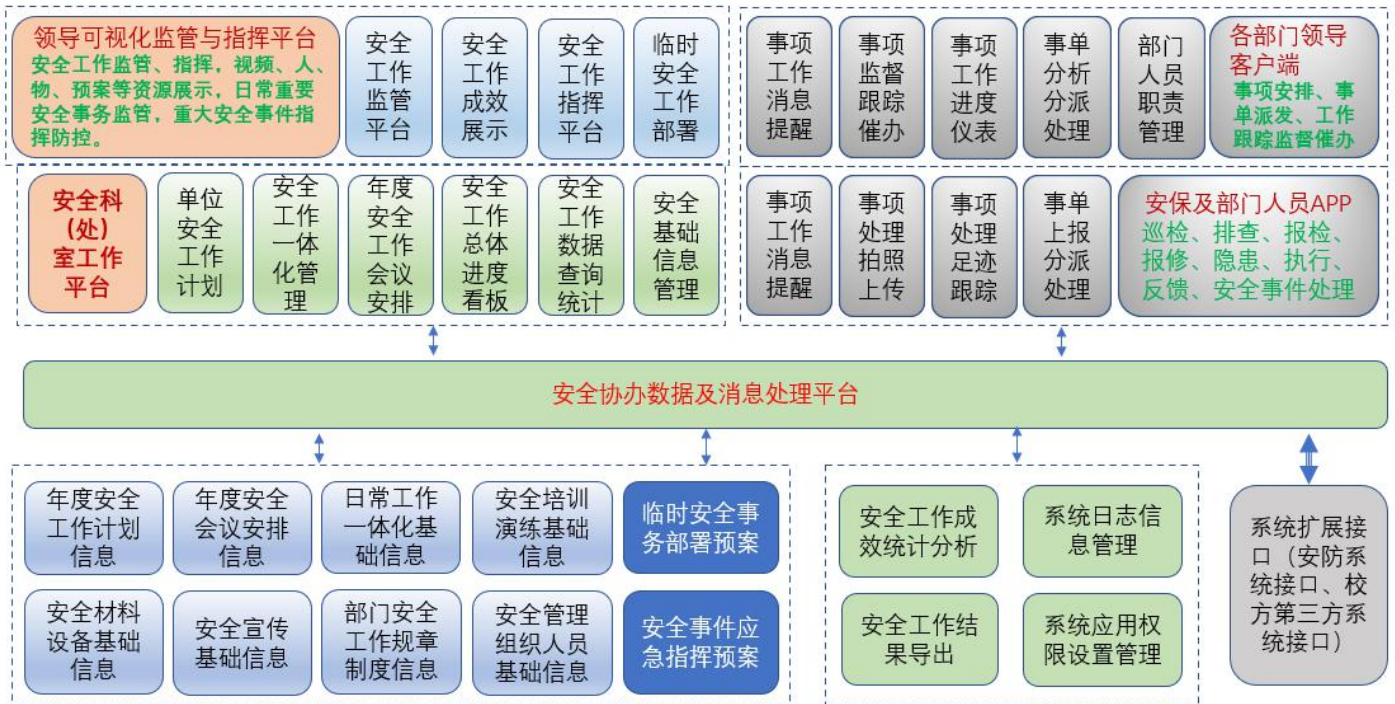 领导可视化监管与指挥平台
安全工作监管、指挥，视频、人、
物、预案等资源展示，日常重要
安全事务监管，重大安全事件指
挥防控。
安全
工作
监管
平台
安全
工作
成效
展示
安全
工作
指挥
平台
临时
安全
工作
部署
事项
工作
消息
提醒
事项
监督
跟踪
催办
事项
工作
进度
仪表
事单
分析
分派
处理
部门
人员
职责
管理
各部门领导
客户端
事项安排、事
单派发、工作
跟踪监督催办
安全科
（处）
室工作
平台
单位
安全
工作
计划
安全
工作
一体
化管
理
年度
安全
工作
会议
安排
安全
工作
总体
进度
看板
安全
工作
数据
查询
统计
安全
基础
信息
管理
事项
工作
消息
提醒
事项
处理
拍照
上传
事项
处理
足迹
跟踪
事单
上报
分派
处理
安保及部门人员APP
巡检、排查、报检、
报修、隐患、执行、
反馈、安全事件处理
安全协办数据及消息处理平台
年度安全
工作计划
信息
年度安全
会议安排
信息
日常工作
一体化基
础信息
安全培训
演练基础
信息
临时安全事
务部署预案
安全材料
设备基础
信息
安全宣传
基础信息
部门安全
工作规章
制度信息
安全管理
组织人员
基础信息
安全事件应
急指挥预案
安全工作成
效统计分析
系统日志信
息管理
安全工作结
果导出
系统应用权
限设置管理
系统扩展接
口（安防系
统接口、校
方第三方系
统接口）